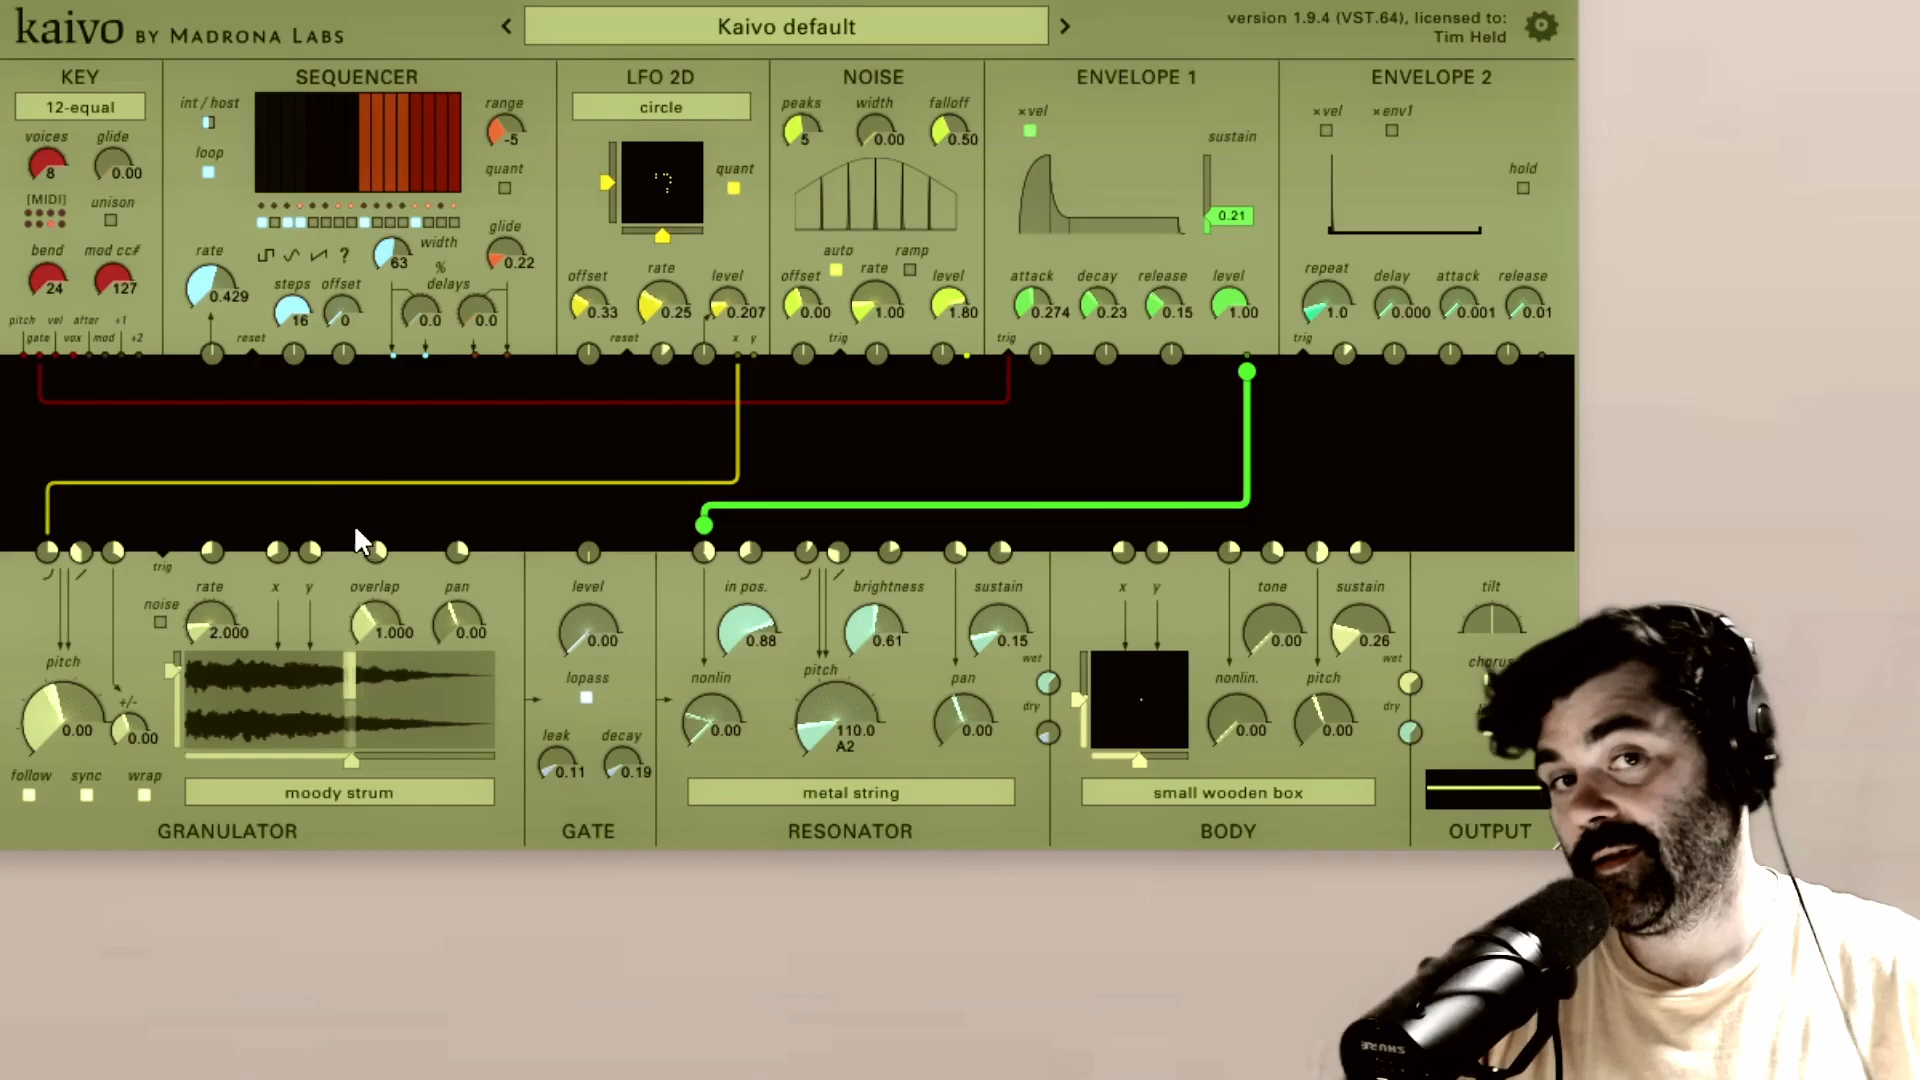 kaivo BY MADRONA LABS
Kaivo default
version 1.9.4 (VST.64), licensed to:
Tim Held
KEY
12-equal
voices glide
8 0.00
[MIDI] unison
bend mod cc#
24 127
pitch vel after +1
gate vox mod +2
SEQUENCER
int / host
loop
range
-5
quant
glide
0.22
rate
0.429
?
width
63 %
steps offset delays
16 0 0.0 0.0
reset
LFO 2D
circle
quant
offset rate level
0.33 0.25 0.207
reset x y
NOISE
peaks width falloff
5 0.00 0.50
auto ramp
offset rate level
0.00 1.00 1.80
trig
ENVELOPE 1
×vel
sustain
0.21
attack decay release level
0.274 0.23 0.15 1.00
trig
ENVELOPE 2
×vel ×env1
hold
repeat delay attack release
1.0 0.000 0.001 0.01
trig
trig
rate x y overlap pan
noise
2.000 1.000 0.00
pitch
+/-
0.00 0.00
follow sync wrap
moody strum
GRANULATOR
level
0.00
lopass
leak decay
0.11 0.19
GATE
in pos. brightness sustain
0.88 0.61 0.15
wet
nonlin pitch pan
dry
0.00 110.0 0.00
A2
metal string
RESONATOR
x y tone sustain
0.00 0.26
wet
nonlin. pitch
dry
0.00 0.00
small wooden box
BODY
tilt
OUTPUT
SHURE